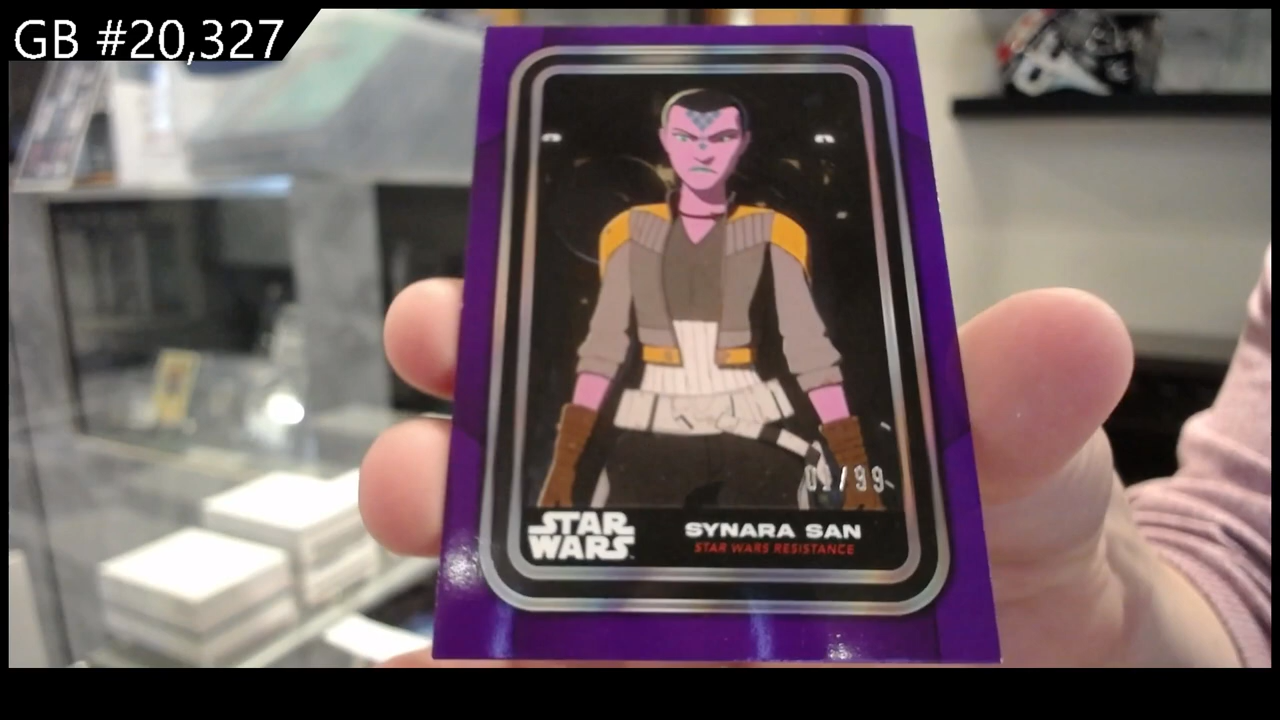 GB #20,327
/99
STAR
WARS
SYNARA SAN
STAR WARS RESISTANCE